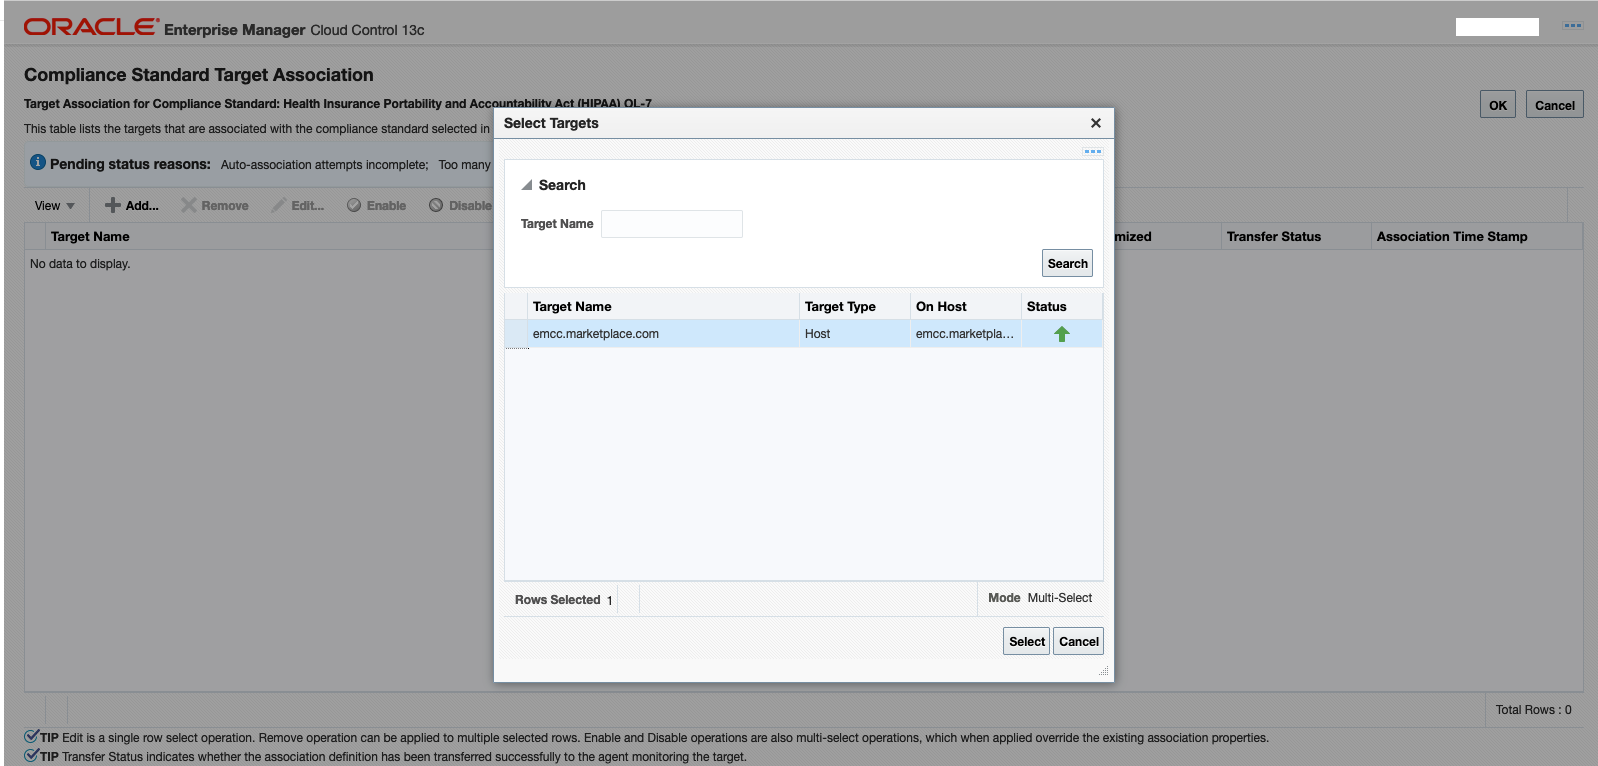 ORACLE® Enterprise Manager Cloud Control 13c
Compliance Standard Target Association
Target Association for Compliance Standard: Health Insurance Portability and Accountability Act (HIPAA) OL-7
OK Cancel
This table lists the targets that are associated with the compliance standard selected in
Pending status reasons: Auto-association attempts incomplete; Too many
View Add... Remove Edit... Enable Disable
Target Name mized Transfer Status Association Time Stamp
No data to display.
Select Targets
Search
Target Name
Search
Target Name Target Type On Host Status
emcc.marketplace.com Host emcc.marketpla...
Rows Selected 1 Mode Multi-Select
Select Cancel
Total Rows : 0
TIP Edit is a single row select operation. Remove operation can be applied to multiple selected rows. Enable and Disable operations are also multi-select operations, which when applied override the existing association properties.
TIP Transfer Status indicates whether the association definition has been transferred successfully to the agent monitoring the target.